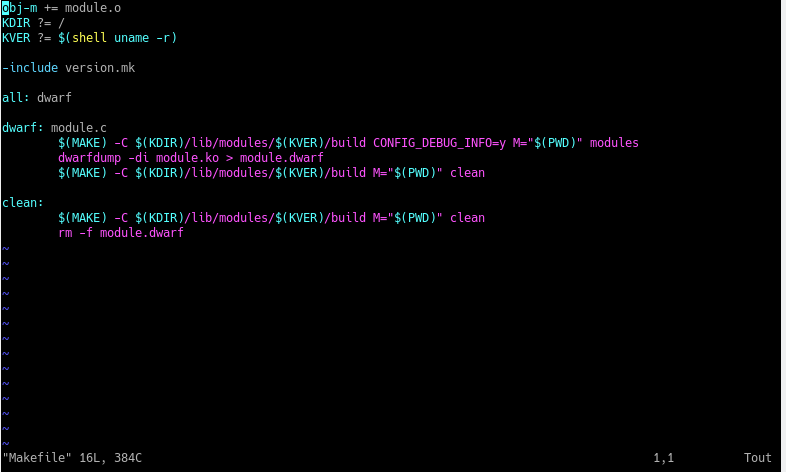 obj-m += module.o
KDIR ?= /
KVER ?= $(shell uname -r)
-include version.mk
all: dwarf
dwarf: module.c
$(MAKE) -C $(KDIR)/lib/modules/$(KVER)/build CONFIG_DEBUG_INFO=y M="$(PWD)" modules
dwarfdump -di module.ko > module.dwarf
$(MAKE) -C $(KDIR)/lib/modules/$(KVER)/build M="$(PWD)" clean
clean:
$(MAKE) -C $(KDIR)/lib/modules/$(KVER)/build M="$(PWD)" clean
rm -f module.dwarf
~
~
~
~
~
~
~
~
~
~
~
~
~
~
"Makefile" 16L, 384C 1,1 Tout